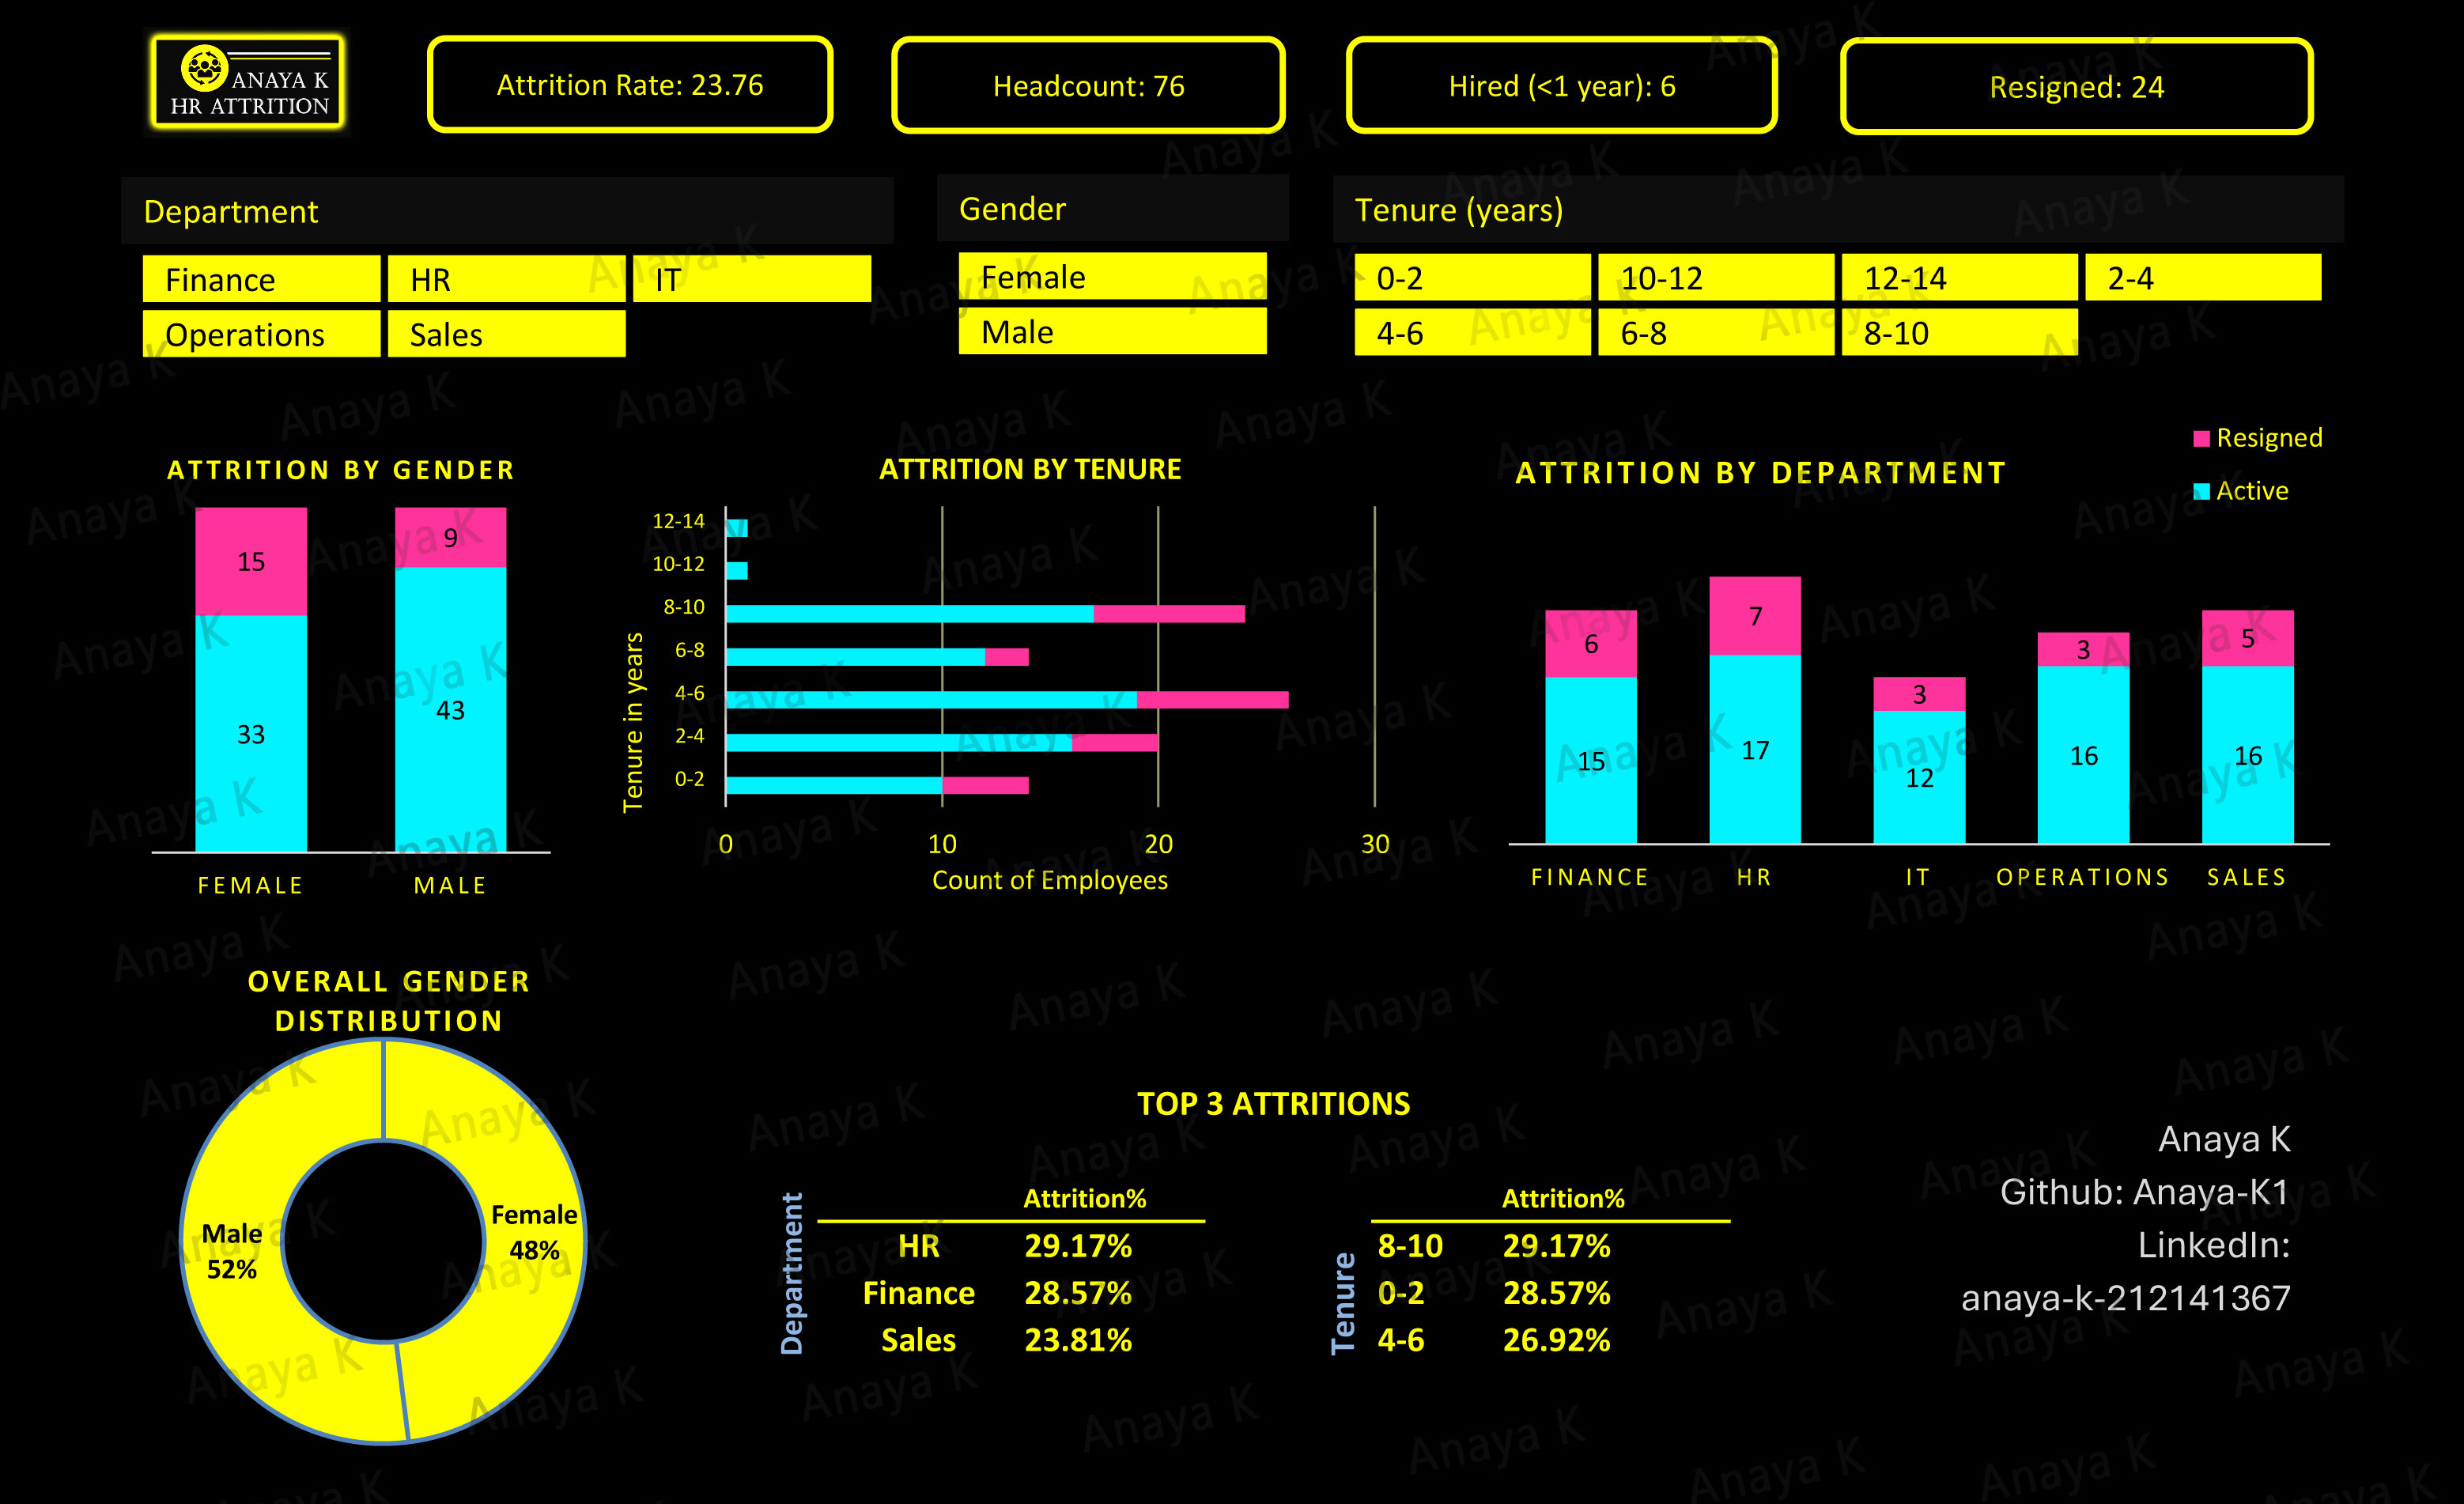 ANAYA K
HR ATTRITION
Attrition Rate: 23.76
Headcount: 76
Hired (<1 year): 6
Resigned: 24
Department
Finance
HR
IT
Operations
Sales
Gender
Female
Male
Tenure (years)
0-2
10-12
12-14
2-4
4-6
6-8
8-10
ATTRITION BY GENDER
15
9
33
43
FEMALE
MALE
ATTRITION BY TENURE
Tenure in years
12-14
10-12
8-10
6-8
4-6
2-4
0-2
0
10
20
30
Count of Employees
ATTRITION BY DEPARTMENT
Resigned
Active
6
7
3
3
5
15
17
12
16
16
FINANCE
HR
IT
OPERATIONS
SALES
OVERALL GENDER
DISTRIBUTION
Male
52%
Female
48%
TOP 3 ATTRITIONS
Department
Attrition%
HR 29.17%
Finance 28.57%
Sales 23.81%
Tenure
Attrition%
8-10 29.17%
0-2 28.57%
4-6 26.92%
Anaya K
Github: Anaya-K1
LinkedIn:
anaya-k-212141367
Anaya K